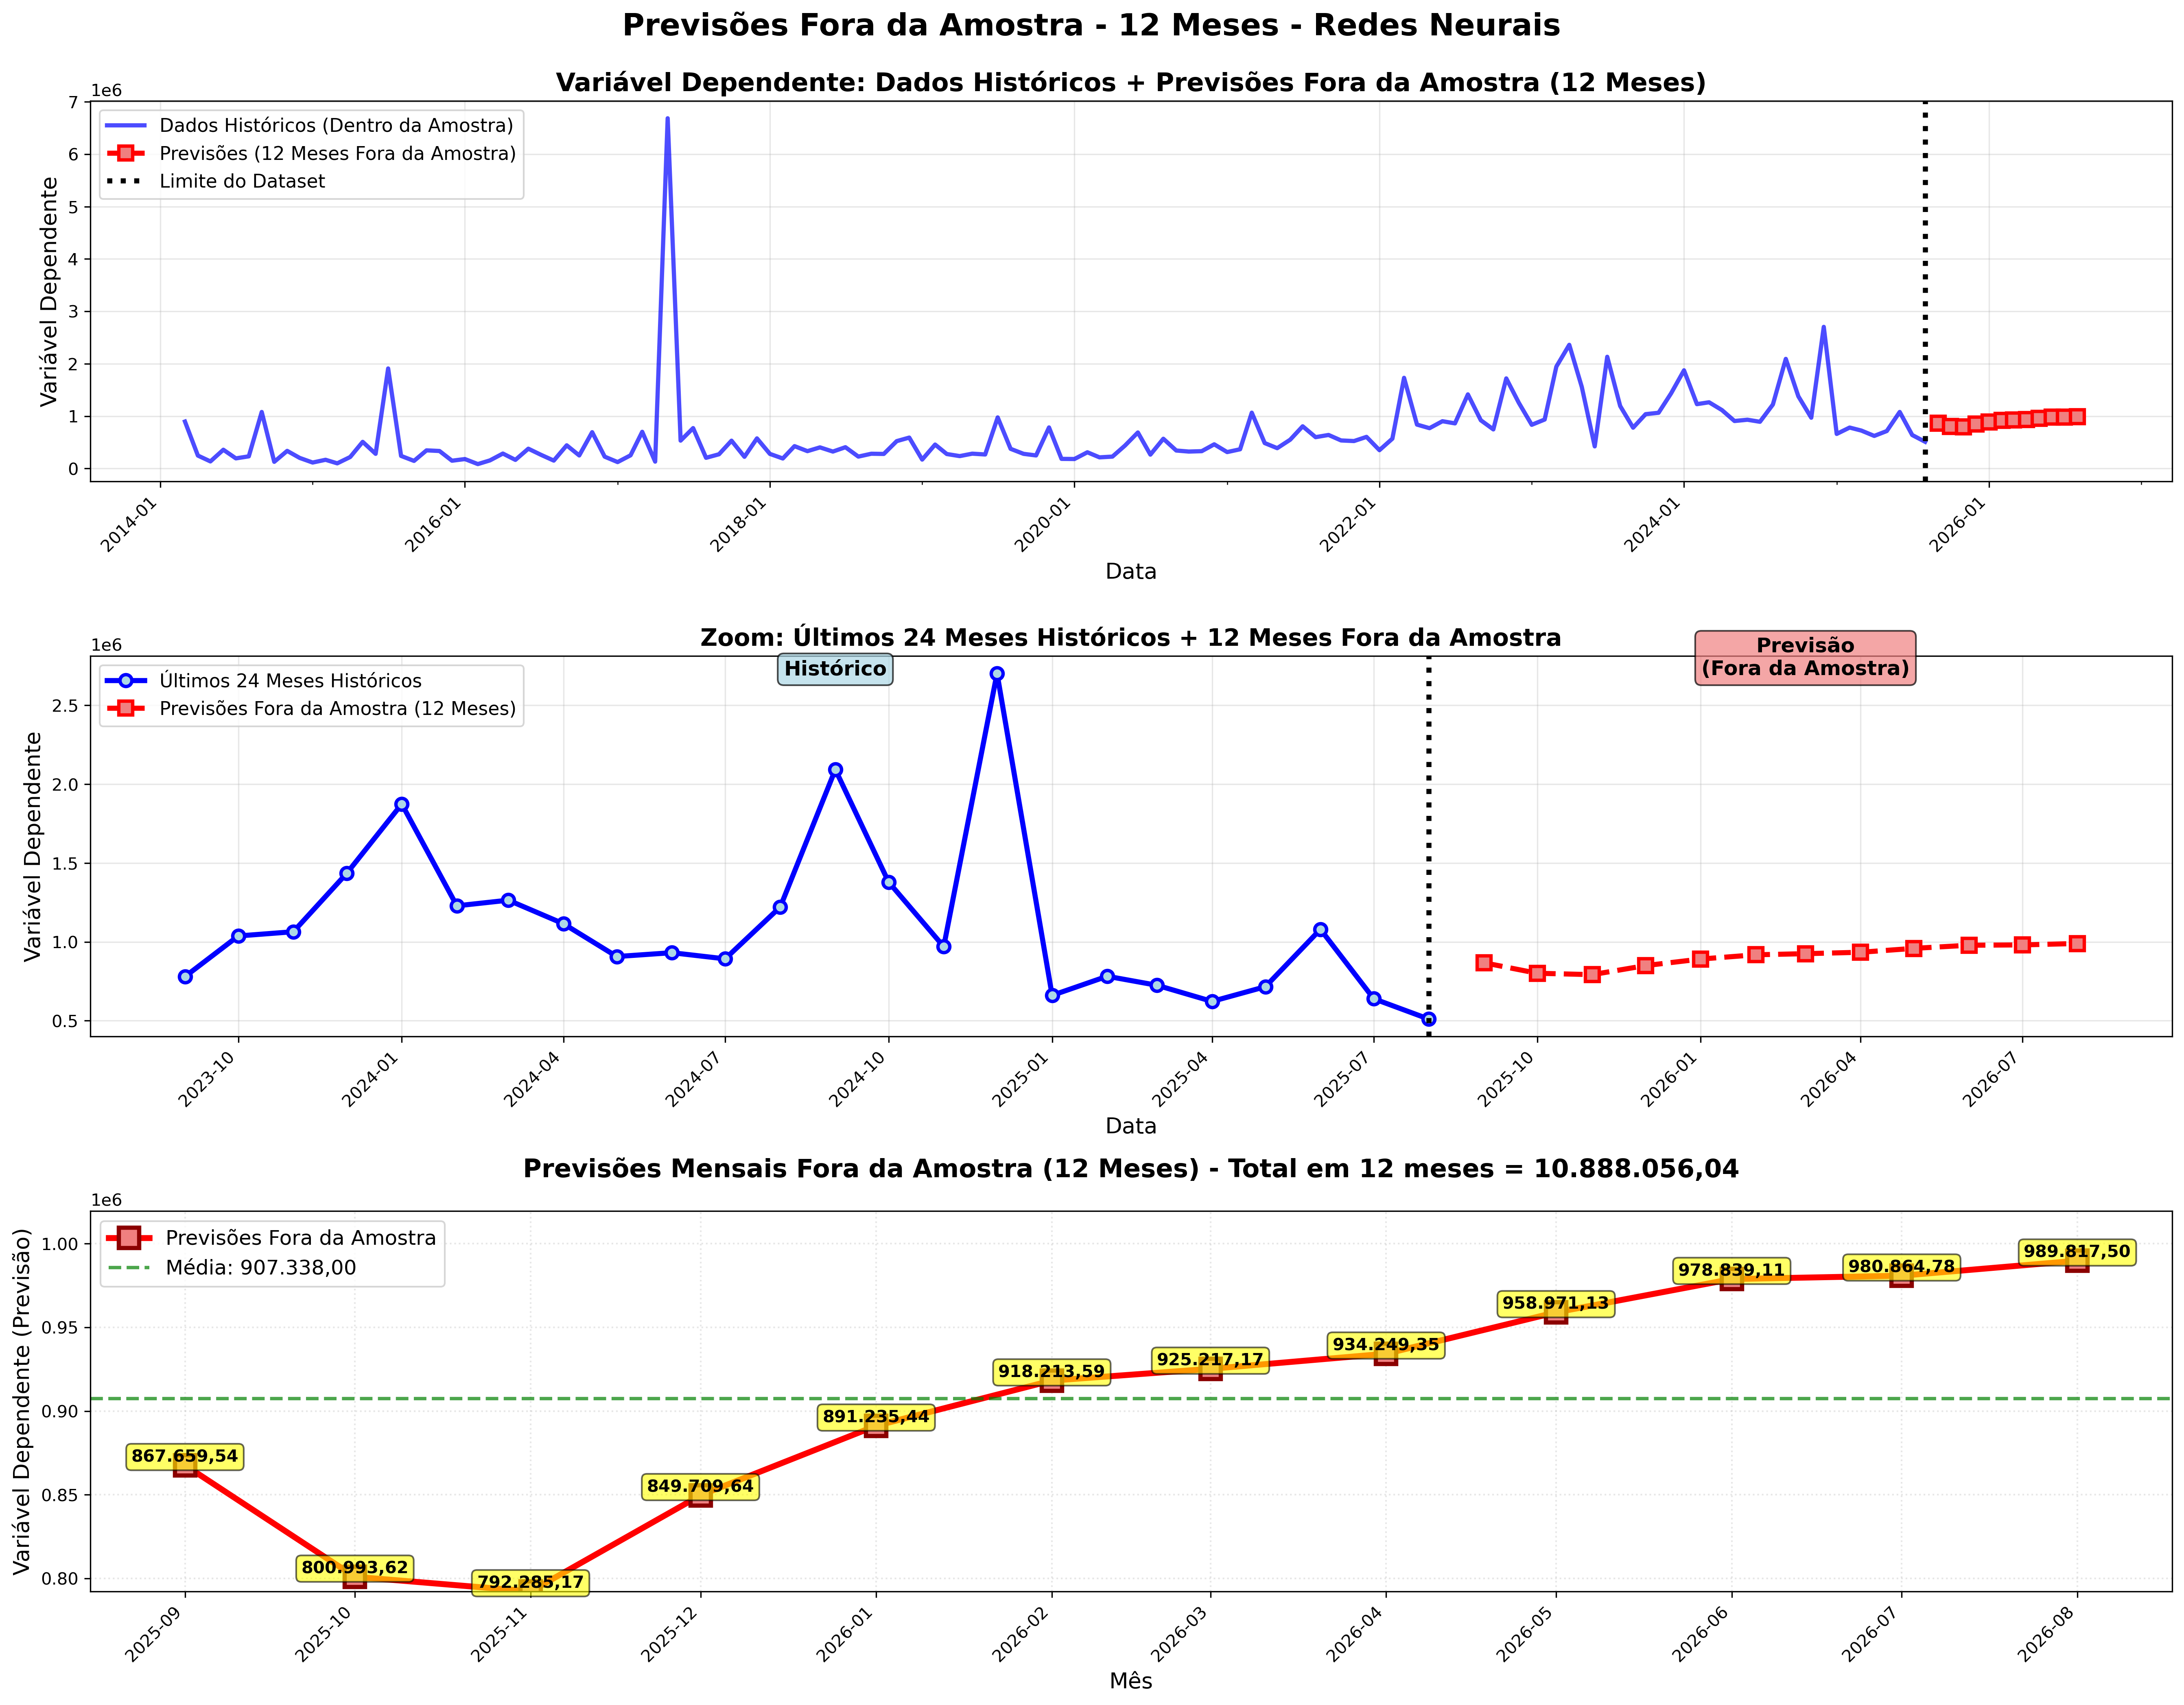 Previsões Fora da Amostra - 12 Meses - Redes Neurais
Variável Dependente: Dados Históricos + Previsões Fora da Amostra (12 Meses)
1e6
7
6
5
4
3
2
1
0
Variável Dependente
Dados Históricos (Dentro da Amostra)
Previsões (12 Meses Fora da Amostra)
Limite do Dataset
2014-01
2016-01
2018-01
2020-01
2022-01
2024-01
2026-01
Data
Zoom: Últimos 24 Meses Históricos + 12 Meses Fora da Amostra
1e6
2.5
2.0
1.5
1.0
0.5
Variável Dependente
Últimos 24 Meses Históricos
Previsões Fora da Amostra (12 Meses)
Histórico
Previsão
(Fora da Amostra)
2023-10
2024-01
2024-04
2024-07
2024-10
2025-01
2025-04
2025-07
2025-10
2026-01
2026-04
2026-07
Data
Previsões Mensais Fora da Amostra (12 Meses) - Total em 12 meses = 10.888.056,04
1e6
1.00
0.95
0.90
0.85
0.80
Variável Dependente (Previsão)
Previsões Fora da Amostra
Média: 907.338,00
867.659,54
800.993,62
792.285,17
849.709,64
891.235,44
918.213,59
925.217,17
934.249,35
958.971,13
978.839,11
980.864,78
989.817,50
2025-09
2025-10
2025-11
2025-12
2026-01
2026-02
2026-03
2026-04
2026-05
2026-06
2026-07
2026-08
Mês